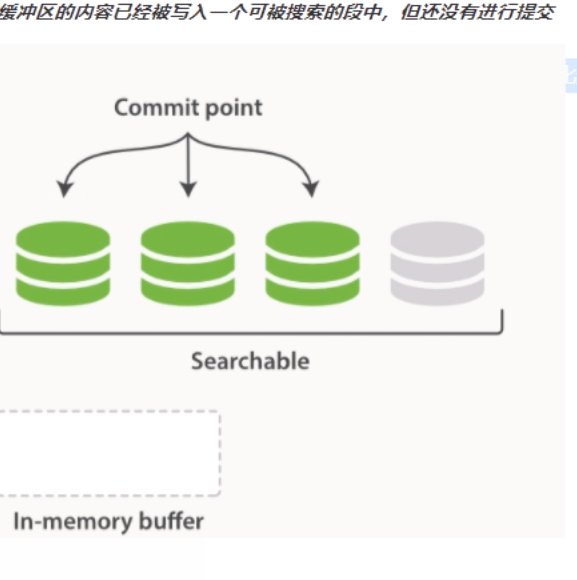 缓冲区的内容已经被写入一个可被搜索的段中，但还没有进行提交
Commit point
Searchable
In-memory buffer